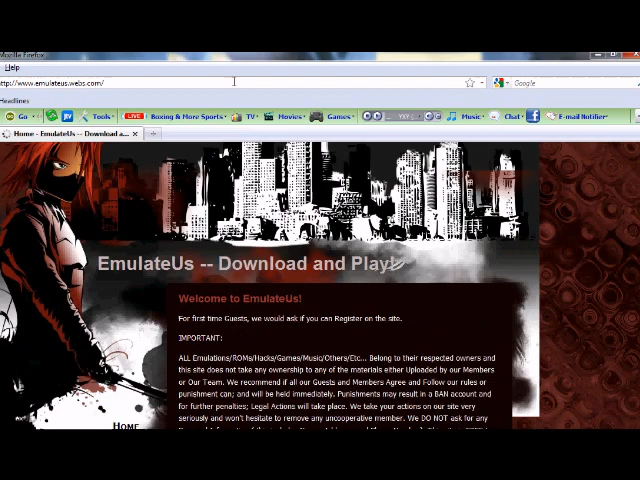 Mozilla Firefox
Help
http://www.emulateus.webs.com/
Google
Headlines
Go
Tools
LIVE Boxing & More Sports
TV
Movies
Games
Music
Chat
E-mail Notifier
Home - EmulateUs -- Download a...
EmulateUs -- Download and Play!
Welcome to EmulateUs!
For first time Guests, we would ask if you can Register on the site.
IMPORTANT:
ALL Emulations/ROMs/Hacks/Games/Music/Others/Etc... Belong to their respected owners and
this site does not take any ownership to any of the materials either Uploaded by our Members
or Our Team. We recommend if all our Guests and Members Agree and Follow our rules or
punishment can; and will be held immediately. Punishments may result in a BAN account and
for further penalties; Legal Actions will take place. We take your actions on our site very
seriously and won't hesitate to remove any uncooperative member. We DO NOT ask for any
Home